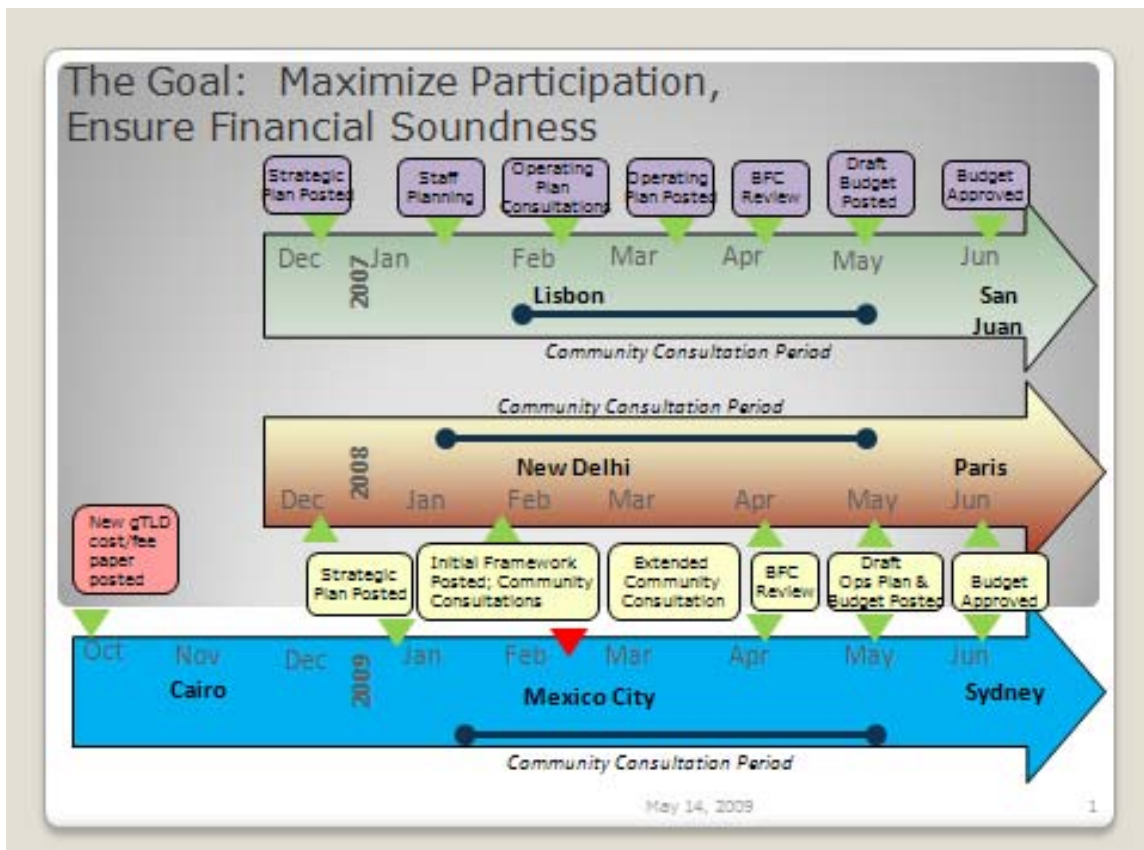 The Goal: Maximize Participation,
Ensure Financial Soundness
Strategic
Plan Posted
Staff
Planning
Operating
Plan
Consultations
Operating
Plan Posted
BFC
Review
Draft
Budget
Posted
Budget
Approved
Dec
2007
Jan
Feb
Mar
Apr
May
Jun
Lisbon
San
Juan
Community Consultation Period
Community Consultation Period
2008
New Delhi
Paris
Dec
Jan
Feb
Mar
Apr
May
Jun
New gTLD
cost/fee
paper
posted
Strategic
Plan Posted
Initial Framework
Posted; Community
Consultations
Extended
Community
Consultation
BFC
Review
Draft
Ops Plan &
Budget Posted
Budget
Approved
Oct
Nov
Dec
2009
Jan
Feb
Mar
Apr
May
Jun
Cairo
Mexico City
Sydney
Community Consultation Period
May 14, 2009
1